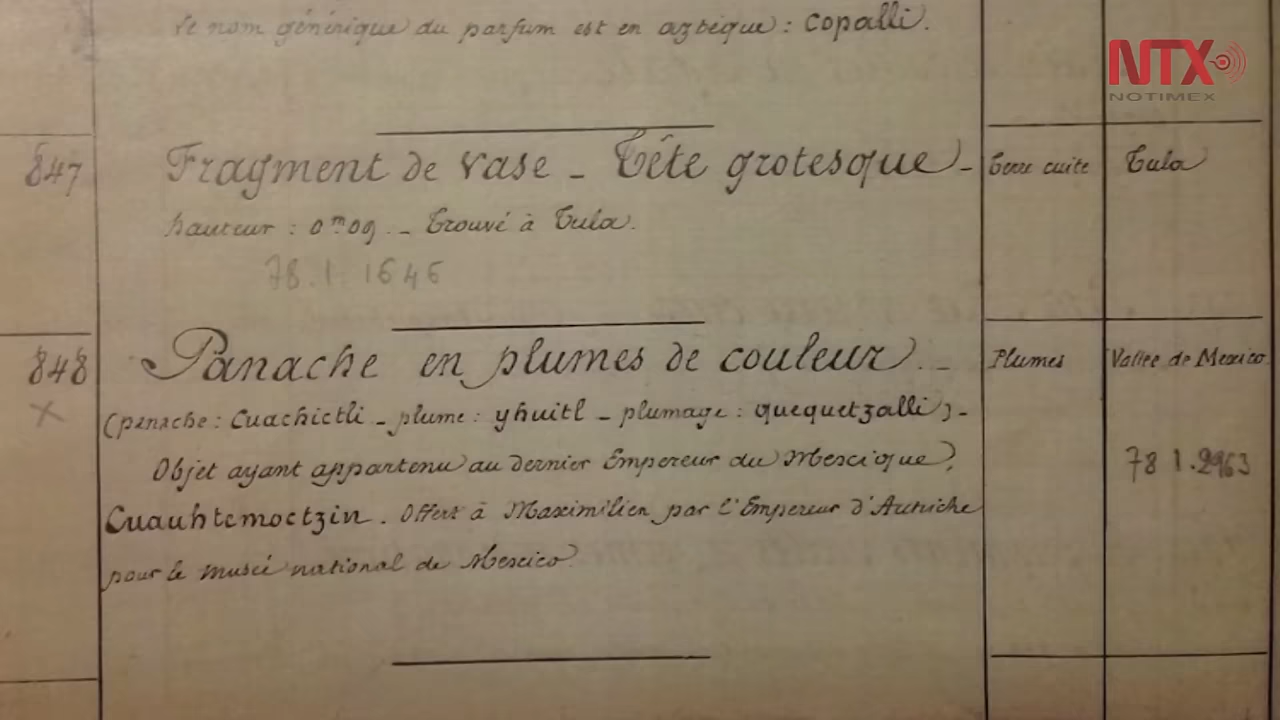 le nom générique du parfum est en aztèque : Copalli.
NTX
NOTIMEX
847
Fragment de vase _ Tête grotesque _
Terre cuite
Tula
hauteur : 0m09. _ Trouvé à Tula.
78.1.1646
848
Panache en plumes de couleur. _
Plumes
Vallée de Mexico
x
(panache : Cuachictli _ plume : yhuitl _ plumage : quequetzalli) _
Objet ayant appartenu au dernier Empereur du Mexique,
78.1.2963
Cuauhtemoctzin. Offert à Maximilien par l'Empereur d'Autriche
pour le musée national de Mexico